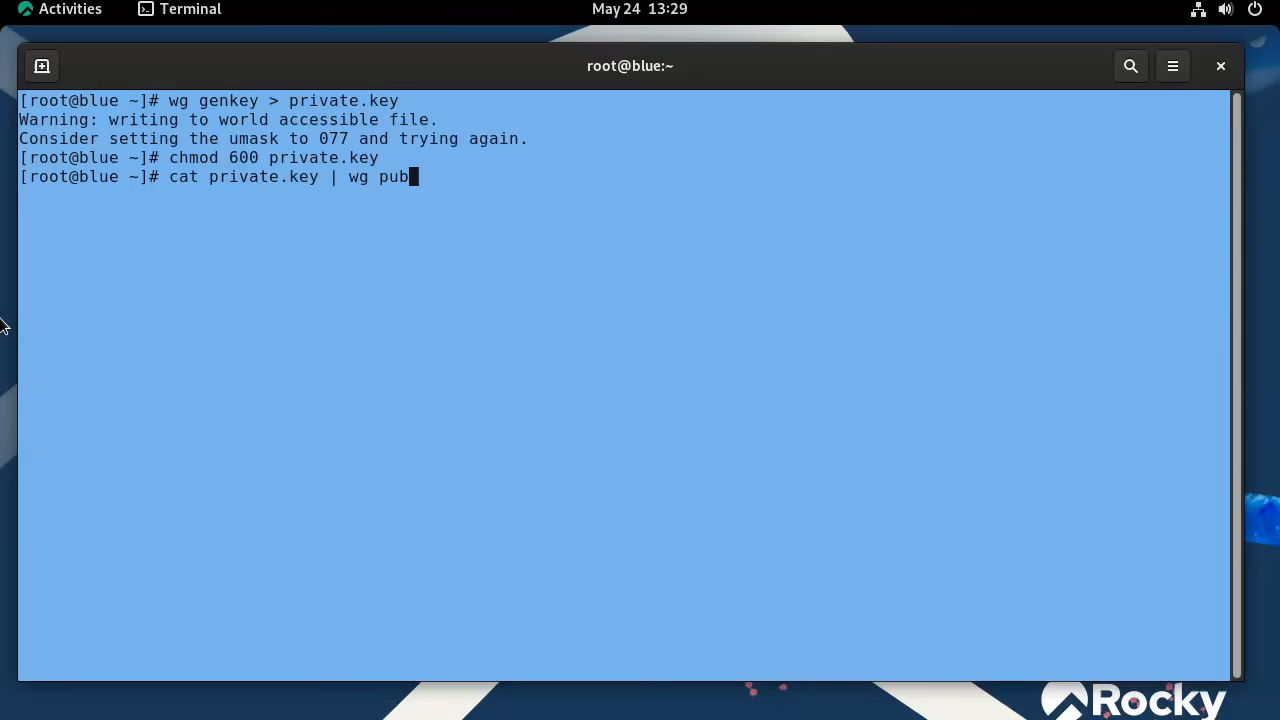 Activities Terminal May 24 13:29
root@blue:~
[root@blue ~]# wg genkey > private.key
Warning: writing to world accessible file.
Consider setting the umask to 077 and trying again.
[root@blue ~]# chmod 600 private.key
[root@blue ~]# cat private.key | wg pub
Rocky